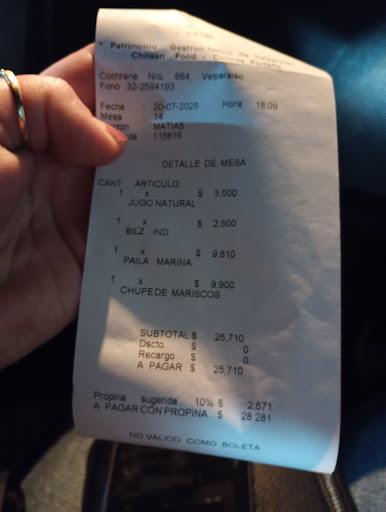 * Patrimonio Gastronómico de Valparaíso
Chilean Food / Comida Porteña
Cochrane Nro. 664, Valparaiso
Fono 32-2594193
Fecha : 20-07-2025 Hora 18:09
Mesa : 14
: MATIAS
: 115615
DETALLE DE MESA
CANT ARTICULO
1 x $ 3,500
JUGO NATURAL
1 x $ 2,500
BILZ IND
1 x $ 9,810
PAILA MARINA
1 x $ 9,900
CHUPE DE MARISCOS
SUBTOTAL $ 25,710
Dscto. $ 0
Recargo $ 0
A PAGAR $ 25,710
Propina sugerida 10% $ 2,571
A PAGAR CON PROPINA $ 28,281
NO VALIDO COMO BOLETA